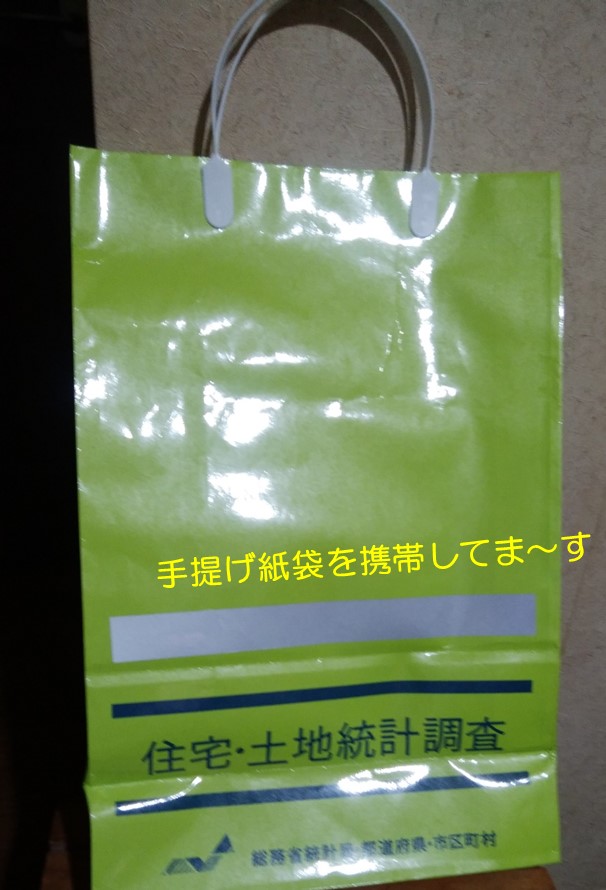 手提げ紙袋を携帯してま〜す
住宅・土地統計調査
総務省統計局・都道府県・市区町村